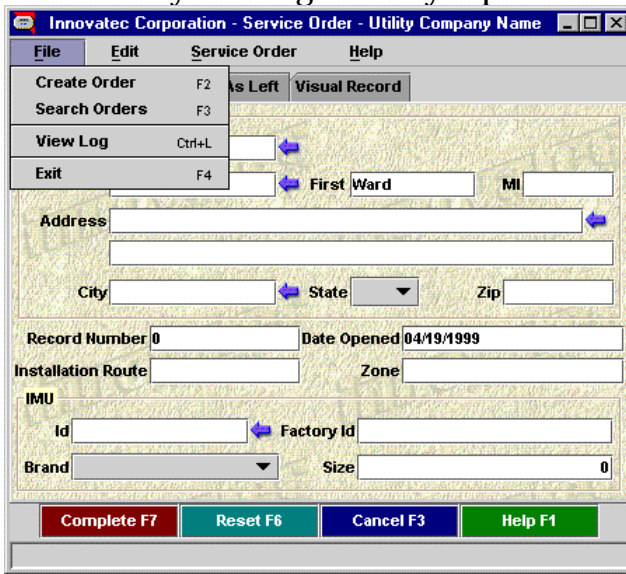 Innovatec Corporation - Service Order - Utility Company Name
File Edit Service Order Help
Create Order F2
Search Orders F3
View Log Ctrl+L
Exit F4
As Left Visual Record
First Ward MI
Address
City State Zip
Record Number 0 Date Opened 04/19/1999
Installation Route Zone
IMU
Id Factory Id
Brand Size 0
Complete F7 Reset F6 Cancel F3 Help F1